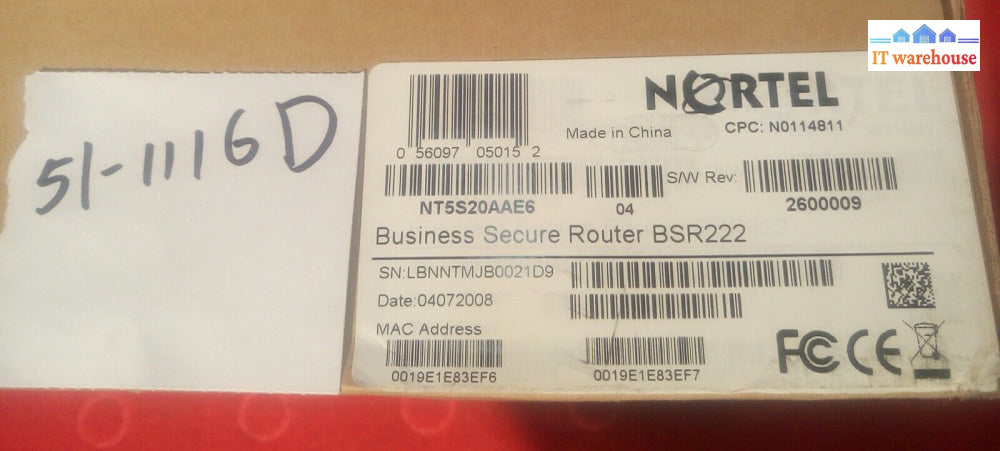 IT warehouse
51-1116D
NORTEL
CPC: N0114811
Made in China
0 56097 05015 2
S/W Rev:
NT5S20AAE6
04
2600009
Business Secure Router BSR222
SN:LBNNTMJB0021D9
Date:04072008
MAC Address
0019E1E83EF6
0019E1E83EF7
FC CE